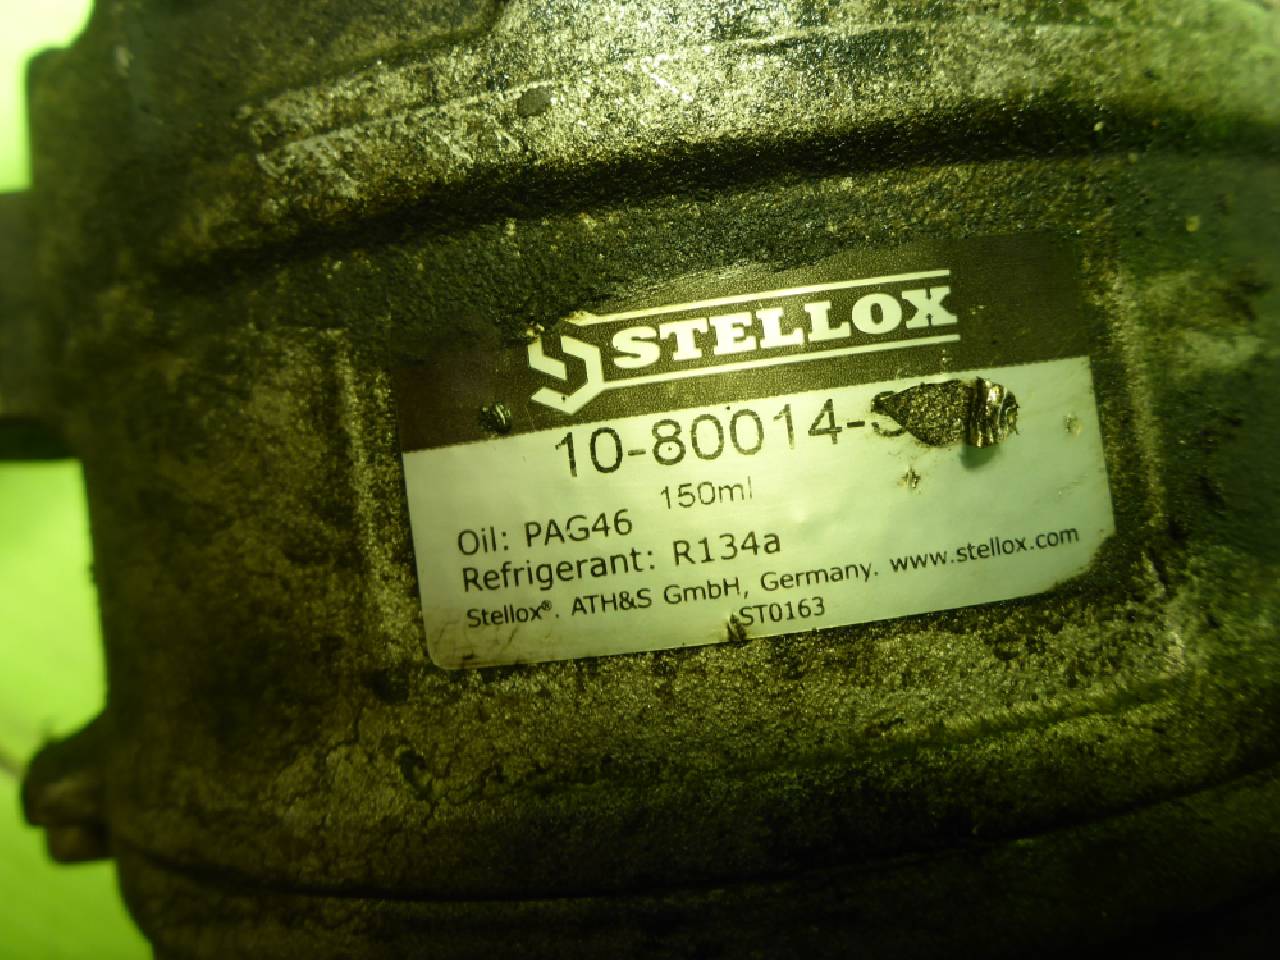 STELLOX
10-80014-
150ml
Oil: PAG46
Refrigerant: R134a
Stellox®. ATH&S GmbH, Germany. www.stellox.com
ST0163